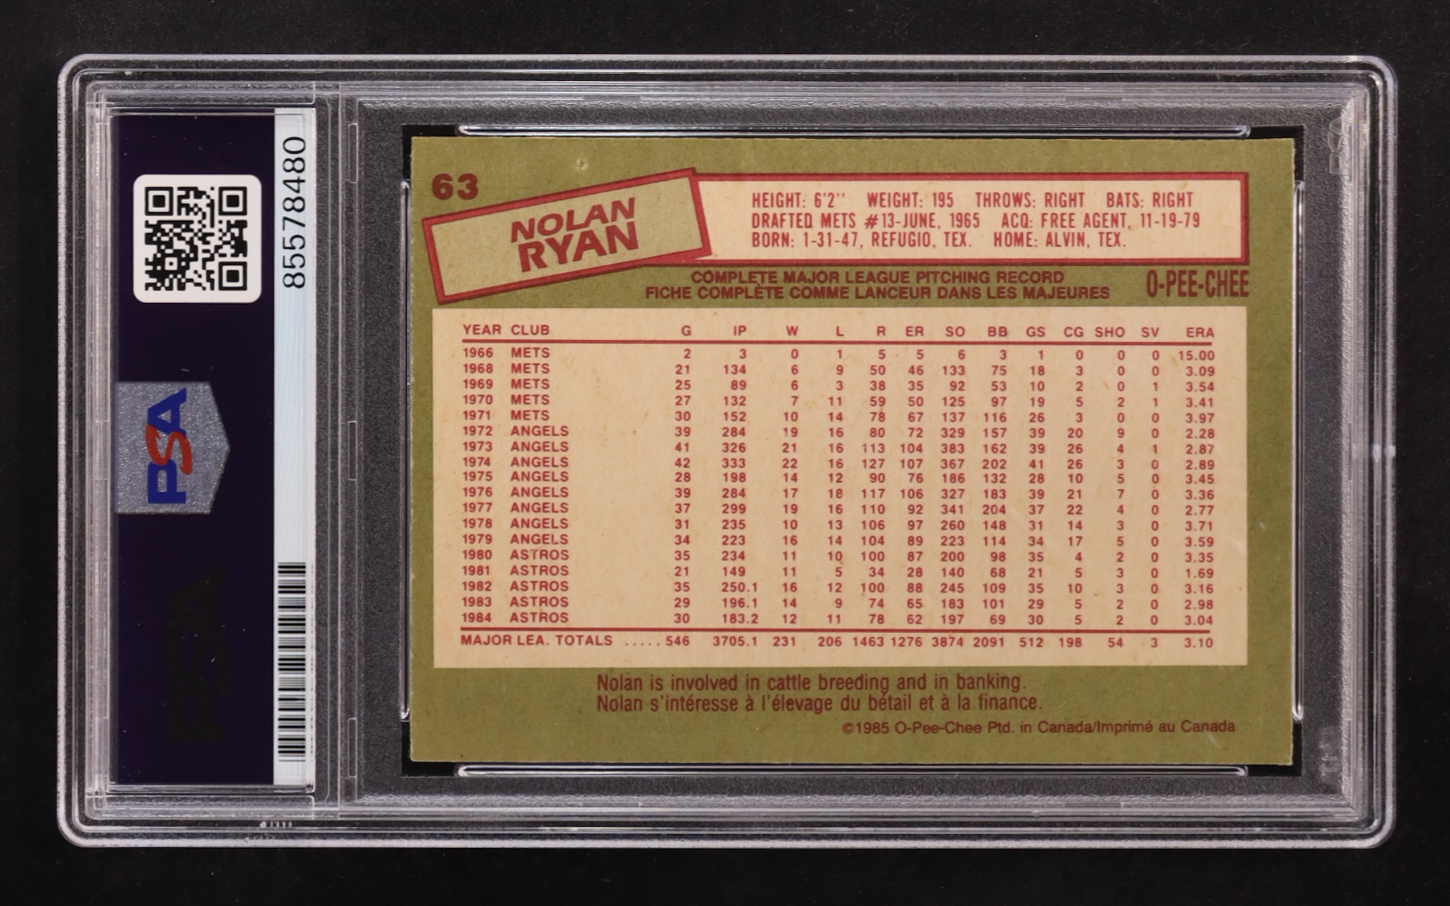 85578480
PSA
63
NOLAN
RYAN
HEIGHT: 6'2'' WEIGHT: 195 THROWS: RIGHT BATS: RIGHT
DRAFTED METS #13-JUNE, 1965 ACQ: FREE AGENT, 11-19-79
BORN: 1-31-47, REFUGIO, TEX. HOME: ALVIN, TEX.
COMPLETE MAJOR LEAGUE PITCHING RECORD
FICHE COMPLÈTE COMME LANCEUR DANS LES MAJEURES
O-PEE-CHEE
YEAR CLUB G IP W L R ER SO BB GS CG SHO SV ERA
1966 METS 2 3 0 1 5 5 6 3 1 0 0 0 15.00
1968 METS 21 134 6 9 50 46 133 75 18 3 0 0 3.09
1969 METS 25 89 6 3 38 35 92 53 10 2 0 1 3.54
1970 METS 27 132 7 11 59 50 125 97 19 5 2 1 3.41
1971 METS 30 152 10 14 78 67 137 116 26 3 0 0 3.97
1972 ANGELS 39 284 19 16 80 72 329 157 39 20 9 0 2.28
1973 ANGELS 41 326 21 16 113 104 383 162 39 26 4 1 2.87
1974 ANGELS 42 333 22 16 127 107 367 202 41 26 3 0 2.89
1975 ANGELS 28 198 14 12 90 76 186 132 28 10 5 0 3.45
1976 ANGELS 39 284 17 18 117 106 327 183 39 21 7 0 3.36
1977 ANGELS 37 299 19 16 110 92 341 204 37 22 4 0 2.77
1978 ANGELS 31 235 10 13 106 97 260 148 31 14 3 0 3.71
1979 ANGELS 34 223 16 14 104 89 223 114 34 17 5 0 3.59
1980 ASTROS 35 234 11 10 100 87 200 98 35 4 2 0 3.35
1981 ASTROS 21 149 11 5 34 28 140 68 21 5 3 0 1.69
1982 ASTROS 35 250.1 16 12 100 88 245 109 35 10 3 0 3.16
1983 ASTROS 29 196.1 14 9 74 65 183 101 29 5 2 0 2.98
1984 ASTROS 30 183.2 12 11 78 62 197 69 30 5 2 0 3.04
MAJOR LEA. TOTALS ..... 546 3705.1 231 206 1463 1276 3874 2091 512 198 54 3 3.10
Nolan is involved in cattle breeding and in banking.
Nolan s'intéresse à l'élevage du bétail et à la finance.
©1985 O-Pee-Chee Ptd. in Canada/Imprimé au Canada